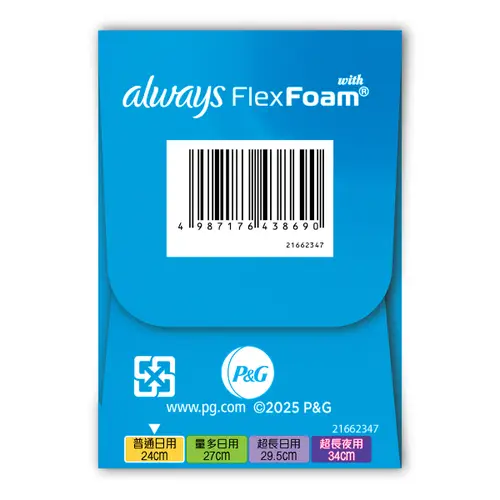 with
always FlexFoam®
4 987176 438690
21662347
P&G
www.pg.com ©2025 P&G
21662347
普通日用 量多日用 超長日用 超長夜用
24cm 27cm 29.5cm 34cm